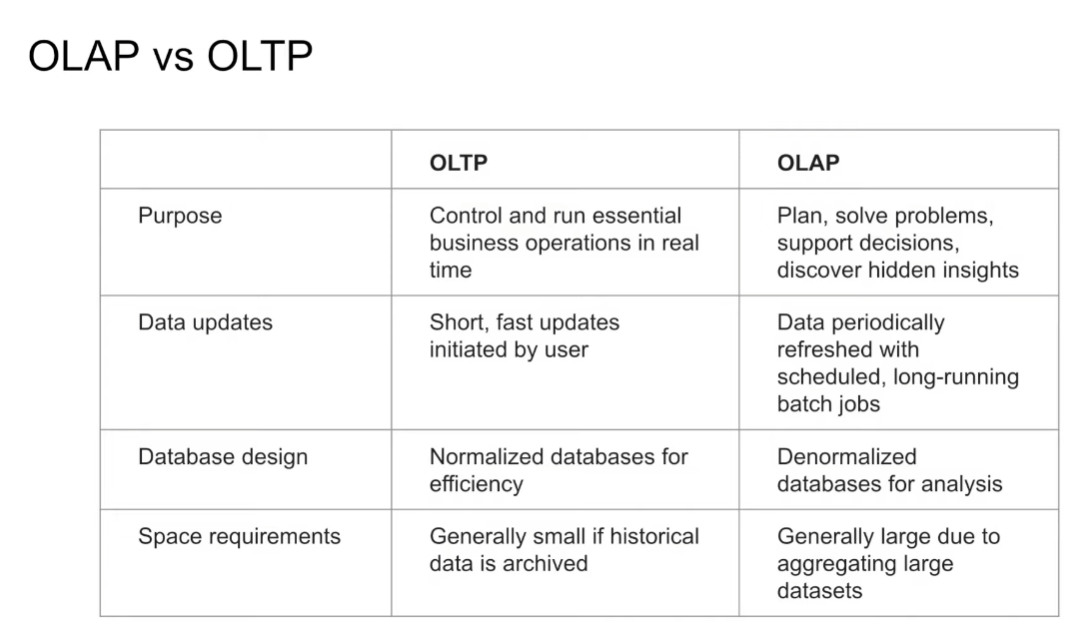 OLAP vs OLTP
OLTP
OLAP
Purpose
Control and run essential
business operations in real
time
Plan, solve problems,
support decisions,
discover hidden insights
Data updates
Short, fast updates
initiated by user
Data periodically
refreshed with
scheduled, long-running
batch jobs
Database design
Normalized databases for
efficiency
Denormalized
databases for analysis
Space requirements
Generally small if historical
data is archived
Generally large due to
aggregating large
datasets